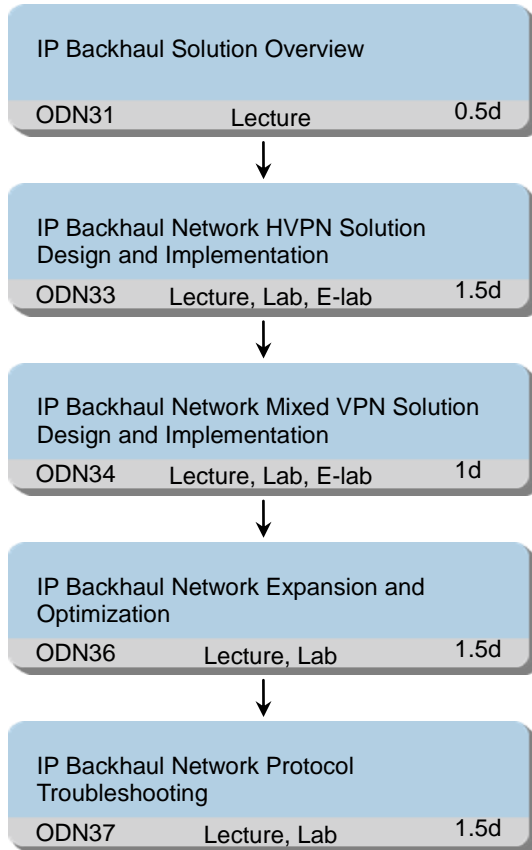 IP Backhaul Solution Overview
ODN31 Lecture 0.5d
IP Backhaul Network HVPN Solution
Design and Implementation
ODN33 Lecture, Lab, E-lab 1.5d
IP Backhaul Network Mixed VPN Solution
Design and Implementation
ODN34 Lecture, Lab, E-lab 1d
IP Backhaul Network Expansion and
Optimization
ODN36 Lecture, Lab 1.5d
IP Backhaul Network Protocol
Troubleshooting
ODN37 Lecture, Lab 1.5d